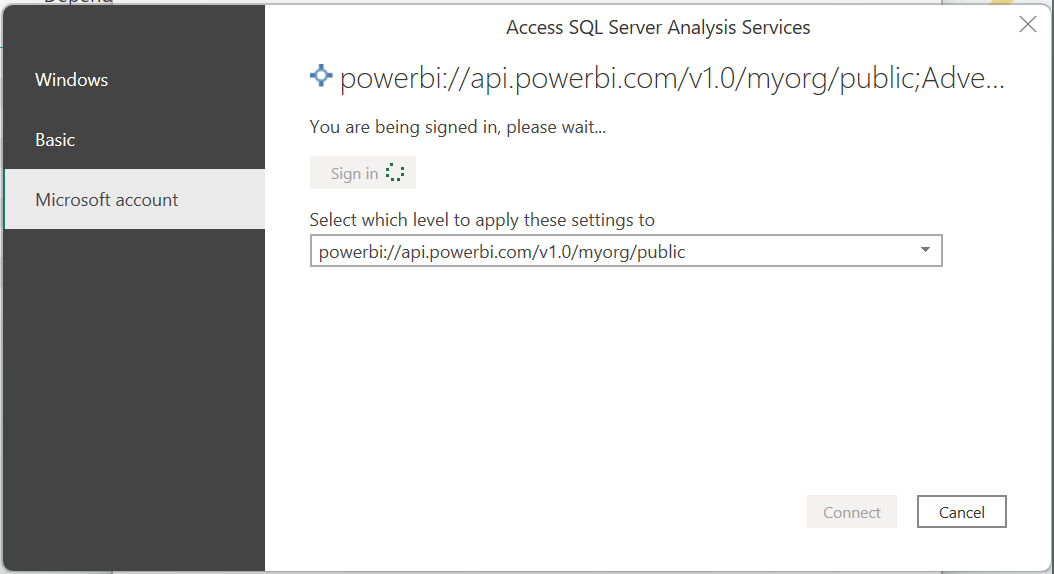 Depend
Access SQL Server Analysis Services
Windows
Basic
Microsoft account
powerbi://api.powerbi.com/v1.0/myorg/public;Adve...
You are being signed in, please wait...
Sign in
Select which level to apply these settings to
powerbi://api.powerbi.com/v1.0/myorg/public
Connect
Cancel